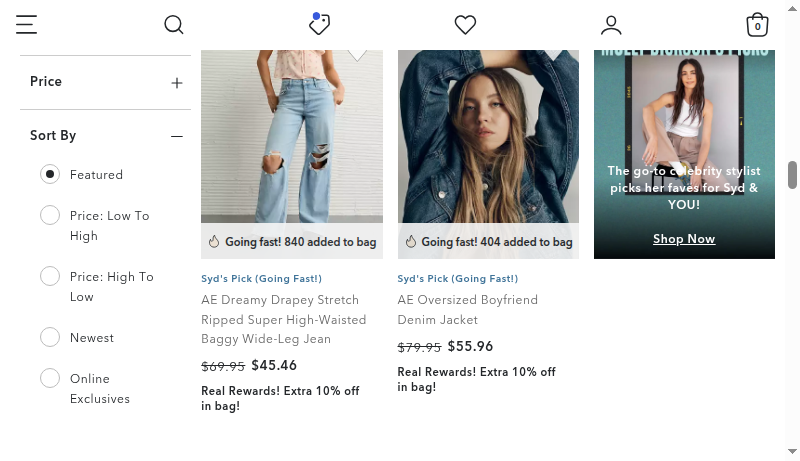 0
Price
Sort By
Featured
Price: Low To
High
Price: High To
Low
Newest
Online
Exclusives
Going fast! 840 added to bag
Syd's Pick (Going Fast!)
AE Dreamy Drapey Stretch
Ripped Super High-Waisted
Baggy Wide-Leg Jean
$69.95 $45.46
Real Rewards! Extra 10% off
in bag!
Going fast! 404 added to bag
Syd's Pick (Going Fast!)
AE Oversized Boyfriend
Denim Jacket
$79.95 $55.96
Real Rewards! Extra 10% off
in bag!
The go-to celebrity stylist
picks her faves for Syd &
YOU!
Shop Now